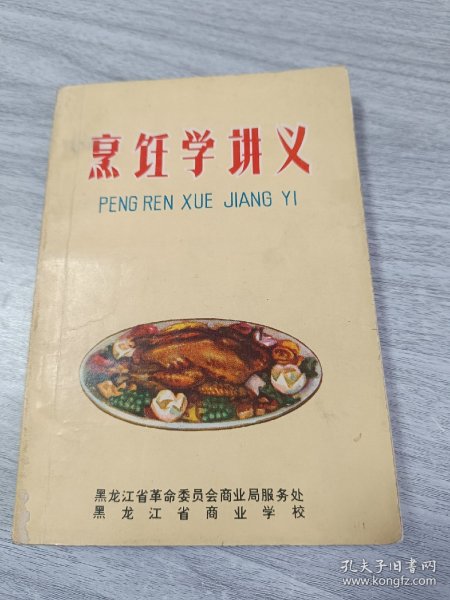 烹饪学讲义
PENG REN XUE JIANG YI
黑龙江省革命委员会商业局服务处
黑龙江省商业学校
孔夫子旧书网
www.kongfz.com